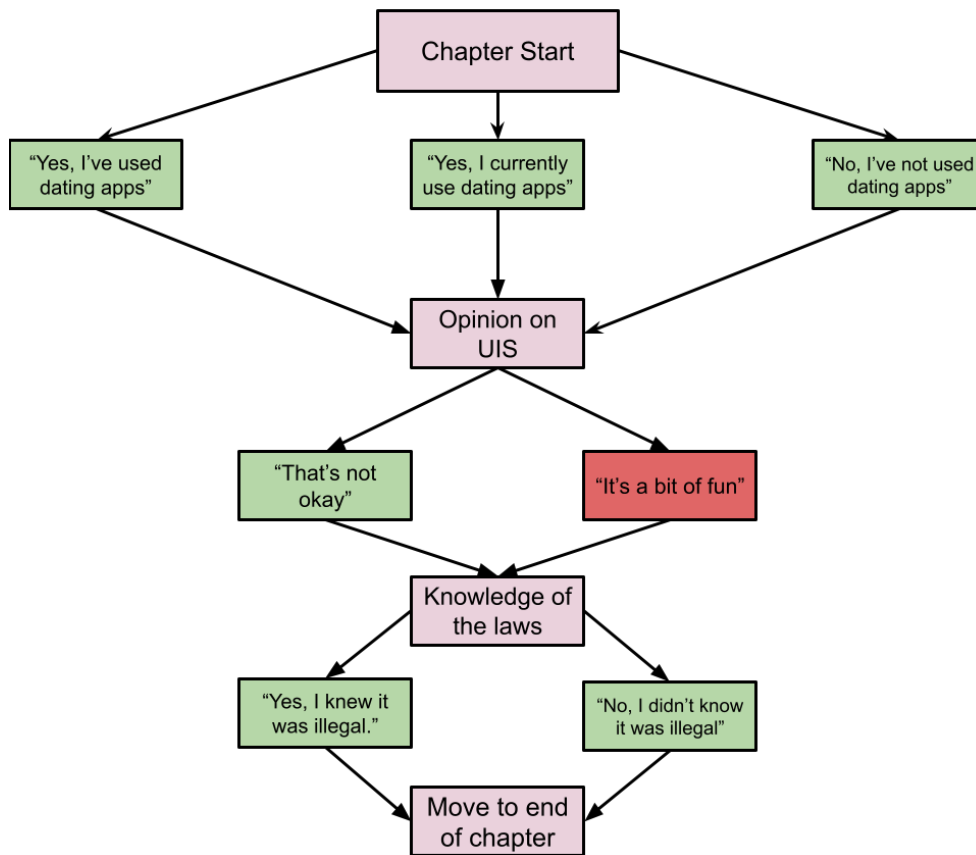 Chapter Start
“Yes, I’ve used
dating apps”
“Yes, I currently
use dating apps”
“No, I’ve not used
dating apps”
Opinion on
UIS
“That’s not
okay”
“It’s a bit of fun”
Knowledge of
the laws
“Yes, I knew it
was illegal.”
“No, I didn’t know
it was illegal”
Move to end
of chapter